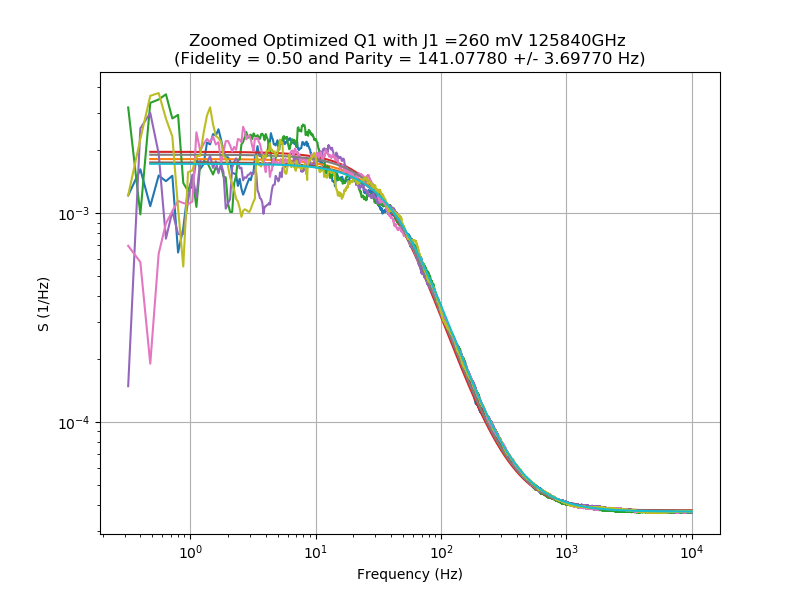 Zoomed Optimized Q1 with J1 =260 mV 125840GHz
(Fidelity = 0.50 and Parity = 141.07780 +/- 3.69770 Hz)
S (1/Hz)
10⁻³
10⁻⁴
10⁰ 10¹ 10² 10³ 10⁴
Frequency (Hz)